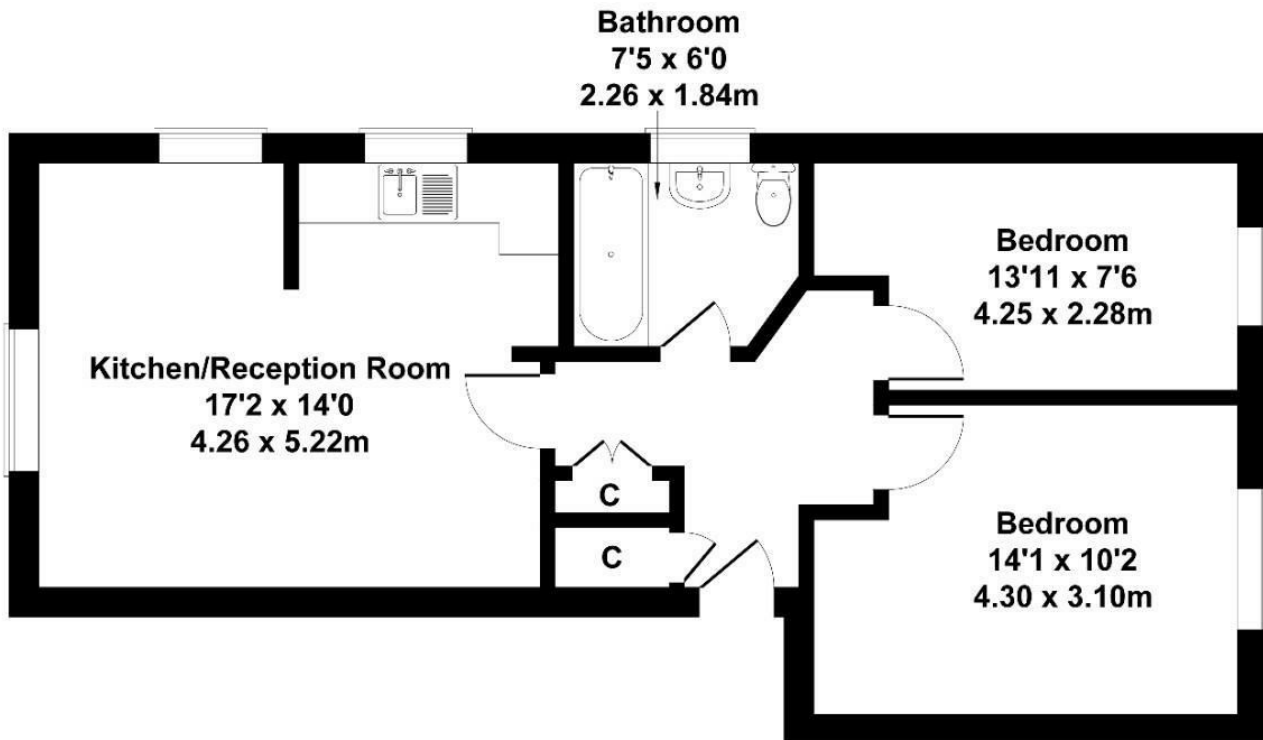 Bathroom
7'5 x 6'0
2.26 x 1.84m
Kitchen/Reception Room
17'2 x 14'0
4.26 x 5.22m
Bedroom
13'11 x 7'6
4.25 x 2.28m
C
C
Bedroom
14'1 x 10'2
4.30 x 3.10m